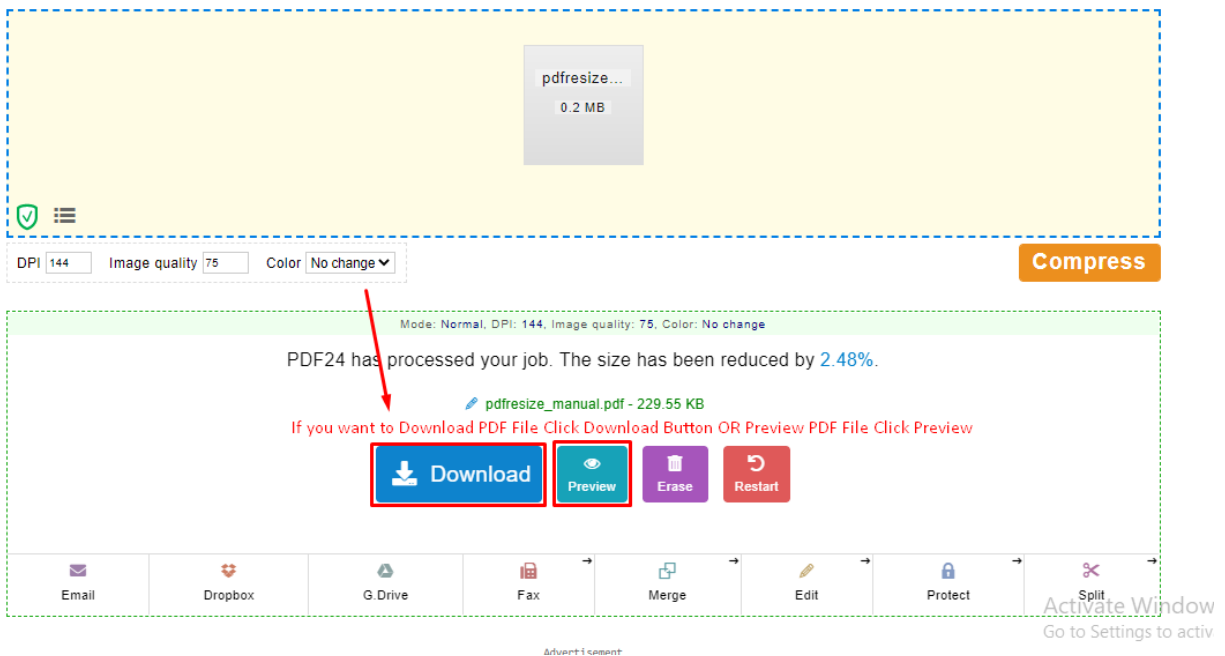 pdfresize...
0.2 MB
DPI 144 Image quality 75 Color No change
Compress
Mode: Normal, DPI: 144, Image quality: 75, Color: No change
PDF24 has processed your job. The size has been reduced by 2.48%.
pdfresize_manual.pdf - 229.55 KB
If you want to Download PDF File Click Download Button OR Preview PDF File Click Preview
Download Preview Erase Restart
Email Dropbox G.Drive Fax Merge Edit Protect Split
Activate Window
Go to Settings to activ
Advertisement